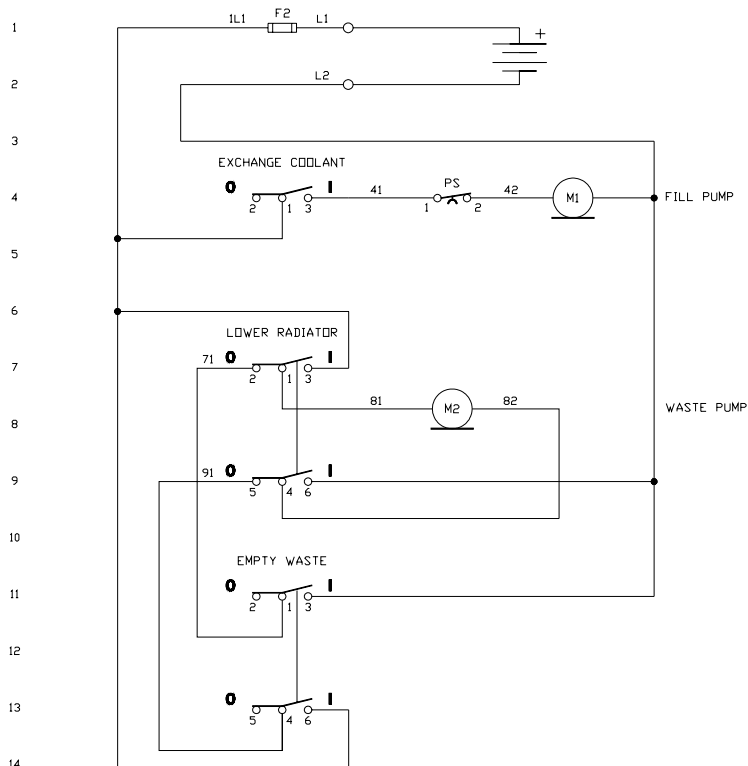 1 1L1 F2 L1 +
2 L2
3
EXCHANGE COOLANT
4 0 I 41 PS 42 M1 FILL PUMP
2 1 3 1 2
5
6
LOWER RADIATOR
7 71 0 I
2 1 3
81 M2 82 WASTE PUMP
8
9 91 0 I
5 4 6
10
EMPTY WASTE
11 0 I
2 1 3
12
13 0 I
5 4 6
14